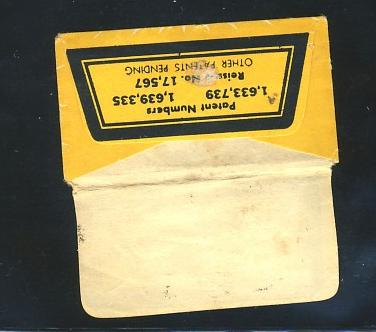 Patent Numbers
1,633,739 1,639,335
Reissue No. 17,567
OTHER PATENTS PENDING